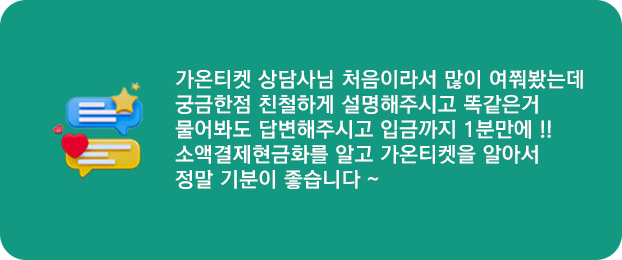 가온티켓 상담사님 처음이라서 많이 여쭤봤는데
궁금한점 친철하게 설명해주시고 똑같은거
물어봐도 답변해주시고 입금까지 1분만에 !!
소액결제현금화를 알고 가온티켓을 알아서
정말 기분이 좋습니다 ~